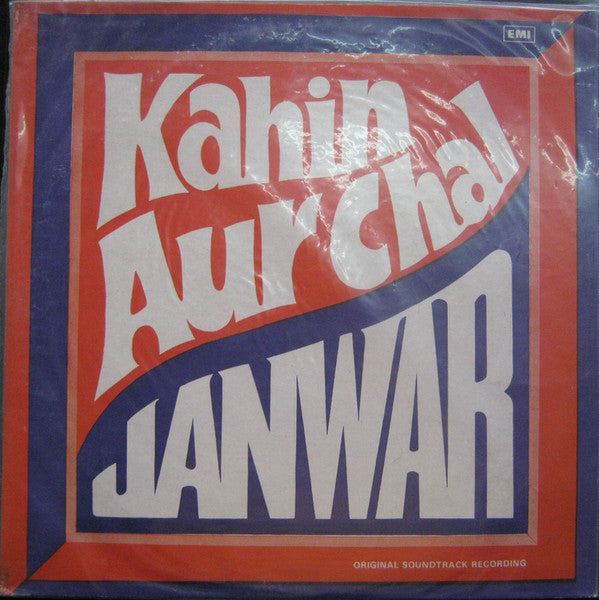 EMI
Kahin
Aur Chal
JANWAR
ORIGINAL SOUNDTRACK RECORDING